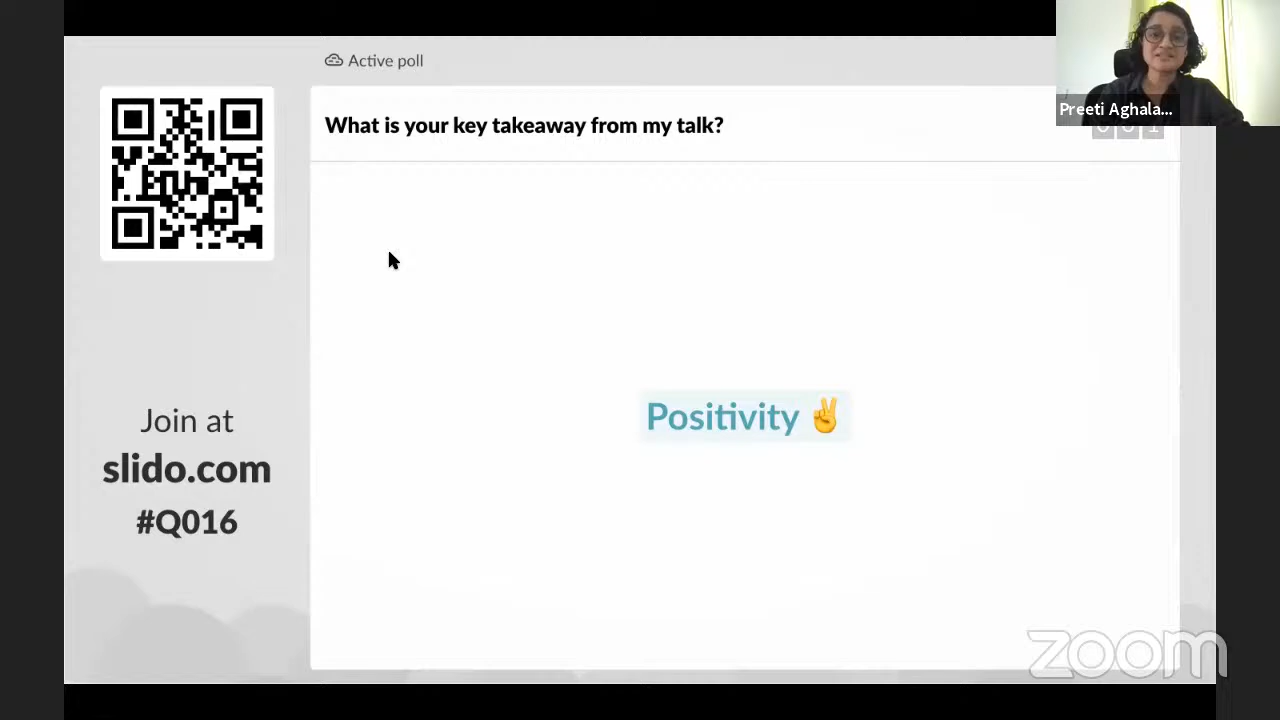 Active poll
What is your key takeaway from my talk?
Preeti Aghala...
Positivity ✌
Join at
slido.com
#Q016
zoom